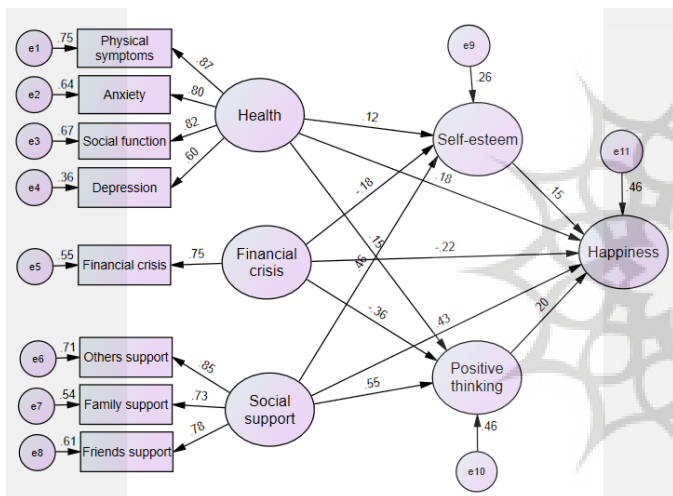 e1
.75
Physical
symptoms
.87
e2
.64
Anxiety
.80
e3
.67
Social function
.82
e4
.36
Depression
.60
Health
e9
.26
Self-esteem
.12
.18
-.18
.15
.46
e11
.46
.15
Happiness
e5
.55
Financial crisis
.75
Financial
crisis
-.22
-.36
.43
.20
e6
.71
Others support
.85
e7
.54
Family support
.73
e8
.61
Friends support
.78
Social
support
.55
Positive
thinking
.46
e10